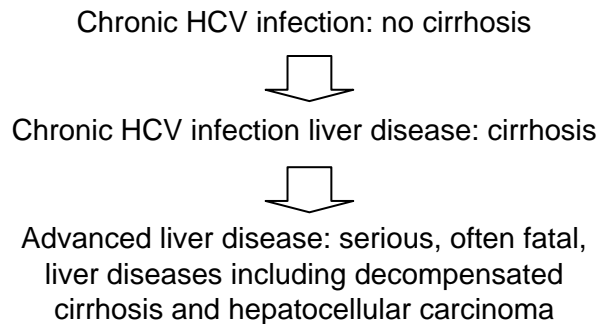 Chronic HCV infection: no cirrhosis
Chronic HCV infection liver disease: cirrhosis
Advanced liver disease: serious, often fatal,
liver diseases including decompensated
cirrhosis and hepatocellular carcinoma